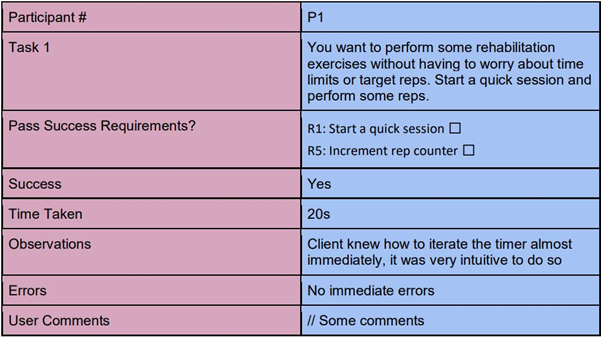 Participant # P1
Task 1 You want to perform some rehabilitation
exercises without having to worry about time
limits or target reps. Start a quick session and
perform some reps.
Pass Success Requirements? R1: Start a quick session ☐
R5: Increment rep counter ☐
Success Yes
Time Taken 20s
Observations Client knew how to iterate the timer almost
immediately, it was very intuitive to do so
Errors No immediate errors
User Comments // Some comments